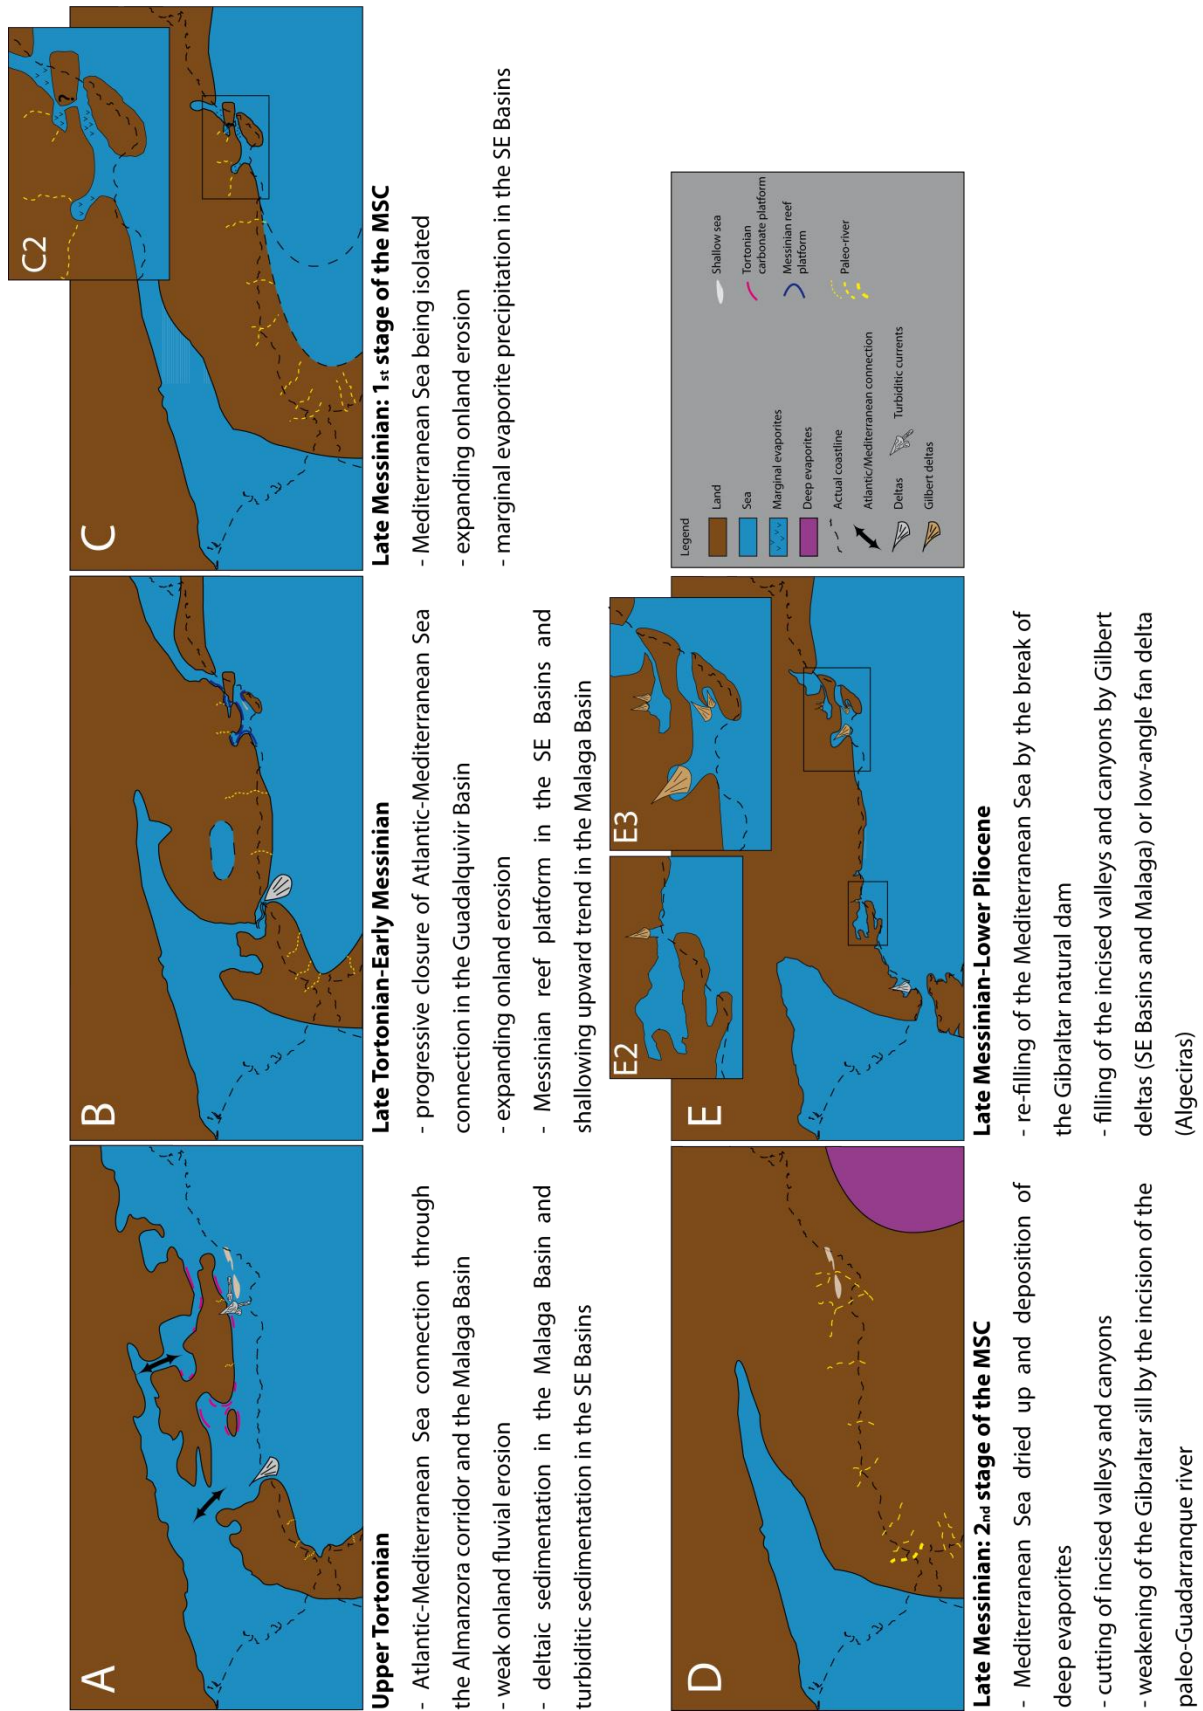 A
Upper Tortonian
- Atlantic-Mediterranean Sea connection through
the Almanzora corridor and the Malaga Basin
- weak onland fluvial erosion
- deltaic sedimentation in the Malaga Basin and
turbiditic sedimentation in the SE Basins
B
Late Tortonian-Early Messinian
- progressive closure of Atlantic-Mediterranean Sea
connection in the Guadalquivir Basin
- expanding onland erosion
- Messinian reef platform in the SE Basins and
shallowing upward trend in the Malaga Basin
C
C2
?
Late Messinian: 1st stage of the MSC
- Mediterranean Sea being isolated
- expanding onland erosion
- marginal evaporite precipitation in the SE Basins
D
Late Messinian: 2nd stage of the MSC
- Mediterranean Sea dried up and deposition of
deep evaporites
- cutting of incised valleys and canyons
- weakening of the Gibraltar sill by the incision of the
paleo-Guadarranque river
E
E2
E3
Late Messinian-Lower Pliocene
- re-filling of the Mediterranean Sea by the break of
the Gibraltar natural dam
- filling of the incised valleys and canyons by Gilbert
deltas (SE Basins and Malaga) or low-angle fan delta
(Algeciras)
Legend
Land
Sea
Marginal evaporites
Deep evaporites
Actual coastline
Atlantic/Mediterranean connection
Deltas
Turbiditic currents
Gilbert deltas
Shallow sea
Tortonian
carbonate platform
Messinian reef
platform
Paleo-river